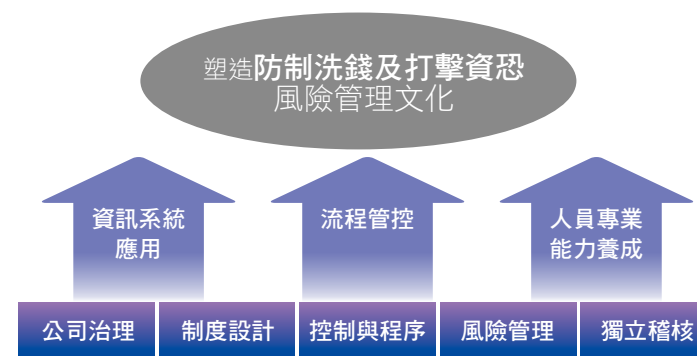 塑造防制洗錢及打擊資恐
風險管理文化
資訊系統
應用
流程管控
人員專業
能力養成
公司治理
制度設計
控制與程序
風險管理
獨立稽核